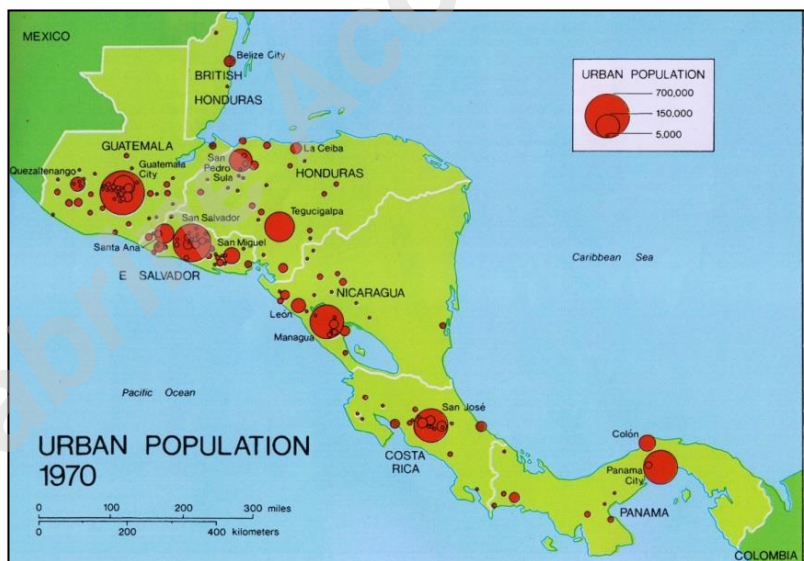 MEXICO
Belize City
BRITISH
HONDURAS
URBAN POPULATION
700,000
150,000
5,000
GUATEMALA
Guatemala
City
Quezaltenango
San
Pedro
Sula
La Ceiba
HONDURAS
San Salvador
Tegucigalpa
Santa Ana
San Miguel
E SALVADOR
Caribbean Sea
NICARAGUA
León
Managua
Pacific Ocean
San José
COSTA
RICA
Colón
Panama
City
PANAMA
COLOMBIA
URBAN POPULATION
1970
0 100 200 300 miles
0 200 400 kilometers